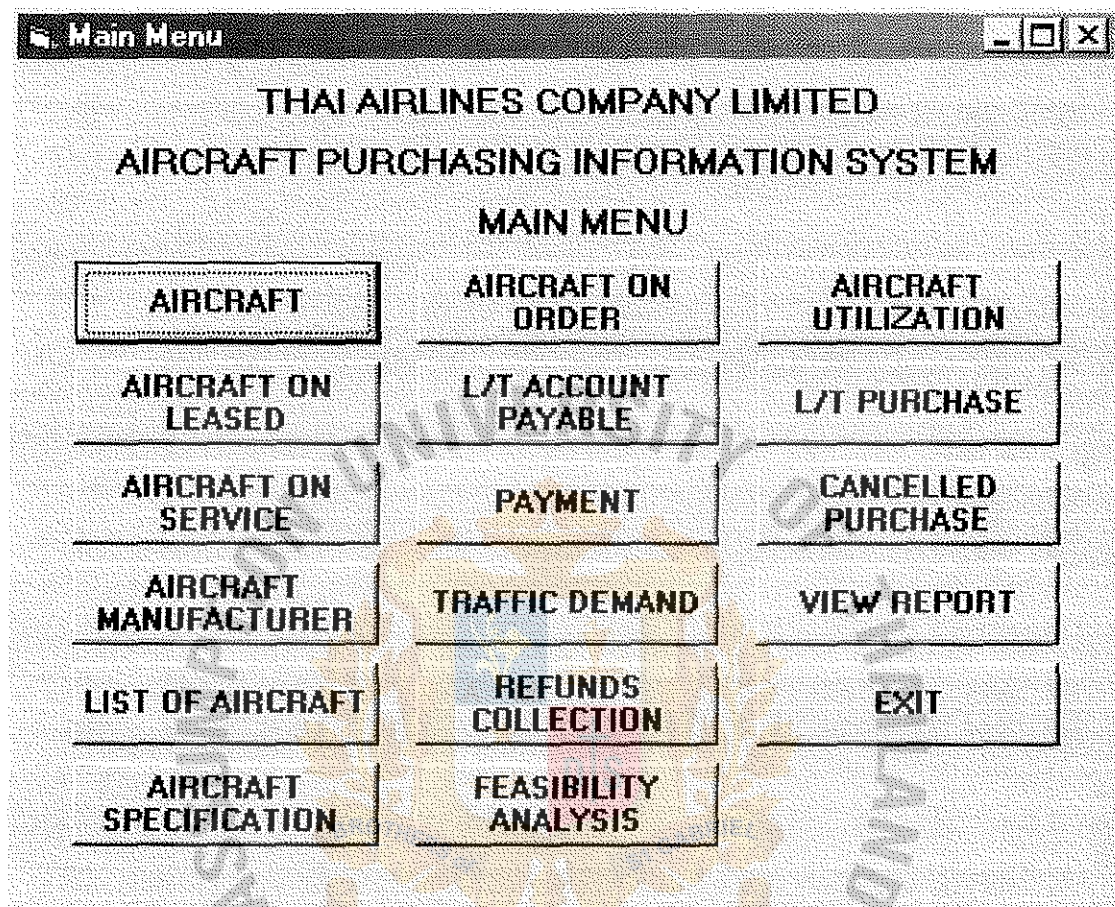 Main Menu
THAI AIRLINES COMPANY LIMITED
AIRCRAFT PURCHASING INFORMATION SYSTEM
MAIN MENU
AIRCRAFT
AIRCRAFT ON
ORDER
AIRCRAFT
UTILIZATION
AIRCRAFT ON
LEASED
L/T ACCOUNT
PAYABLE
L/T PURCHASE
AIRCRAFT ON
SERVICE
PAYMENT
CANCELLED
PURCHASE
AIRCRAFT
MANUFACTURER
TRAFFIC DEMAND
VIEW REPORT
LIST OF AIRCRAFT
REFUNDS
COLLECTION
EXIT
AIRCRAFT
SPECIFICATION
FEASIBILITY
ANALYSIS